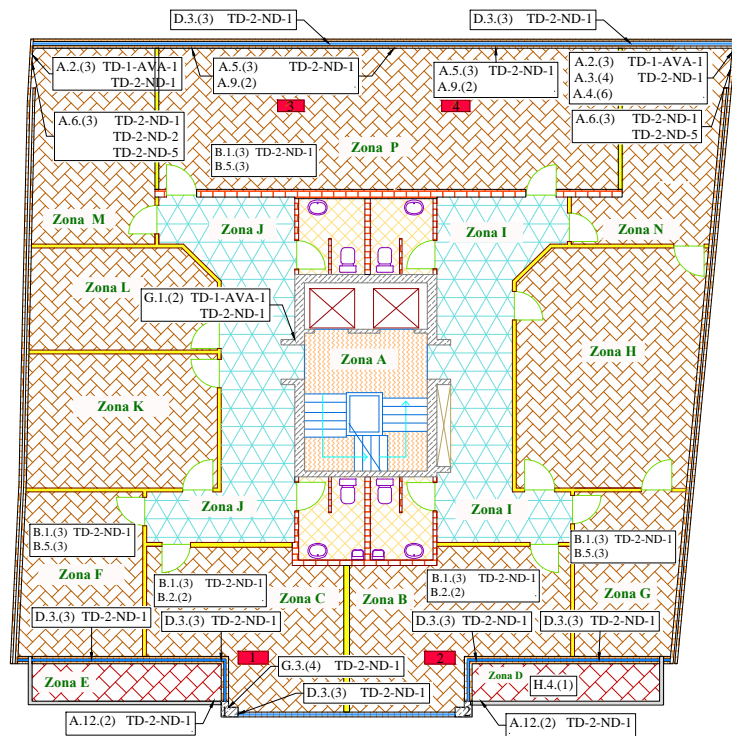 D.3.(3) TD-2-ND-1
D.3.(3) TD-2-ND-1
A.2.(3) TD-1-AVA-1
TD-2-ND-1
A.5.(3) TD-2-ND-1
A.9.(2)
A.5.(3) TD-2-ND-1
A.9.(2)
A.2.(3) TD-1-AVA-1
A.3.(4) TD-2-ND-1
A.4.(6)
A.6.(3) TD-2-ND-1
TD-2-ND-2
TD-2-ND-5
3
4
A.6.(3) TD-2-ND-1
TD-2-ND-5
B.1.(3) TD-2-ND-1
B.5.(3)
Zona P
Zona M
Zona J
Zona I
Zona N
Zona L
G.1.(2) TD-1-AVA-1
TD-2-ND-1
Zona A
Zona H
Zona K
Zona J
Zona I
B.1.(3) TD-2-ND-1
B.5.(3)
B.1.(3) TD-2-ND-1
B.5.(3)
Zona F
B.1.(3) TD-2-ND-1
B.2.(2)
Zona C
Zona B
B.1.(3) TD-2-ND-1
B.2.(2)
Zona G
D.3.(3) TD-2-ND-1
D.3.(3) TD-2-ND-1
D.3.(3) TD-2-ND-1
D.3.(3) TD-2-ND-1
1
2
G.3.(4) TD-2-ND-1
Zona E
Zona D
H.4.(1)
D.3.(3) TD-2-ND-1
A.12.(2) TD-2-ND-1
A.12.(2) TD-2-ND-1